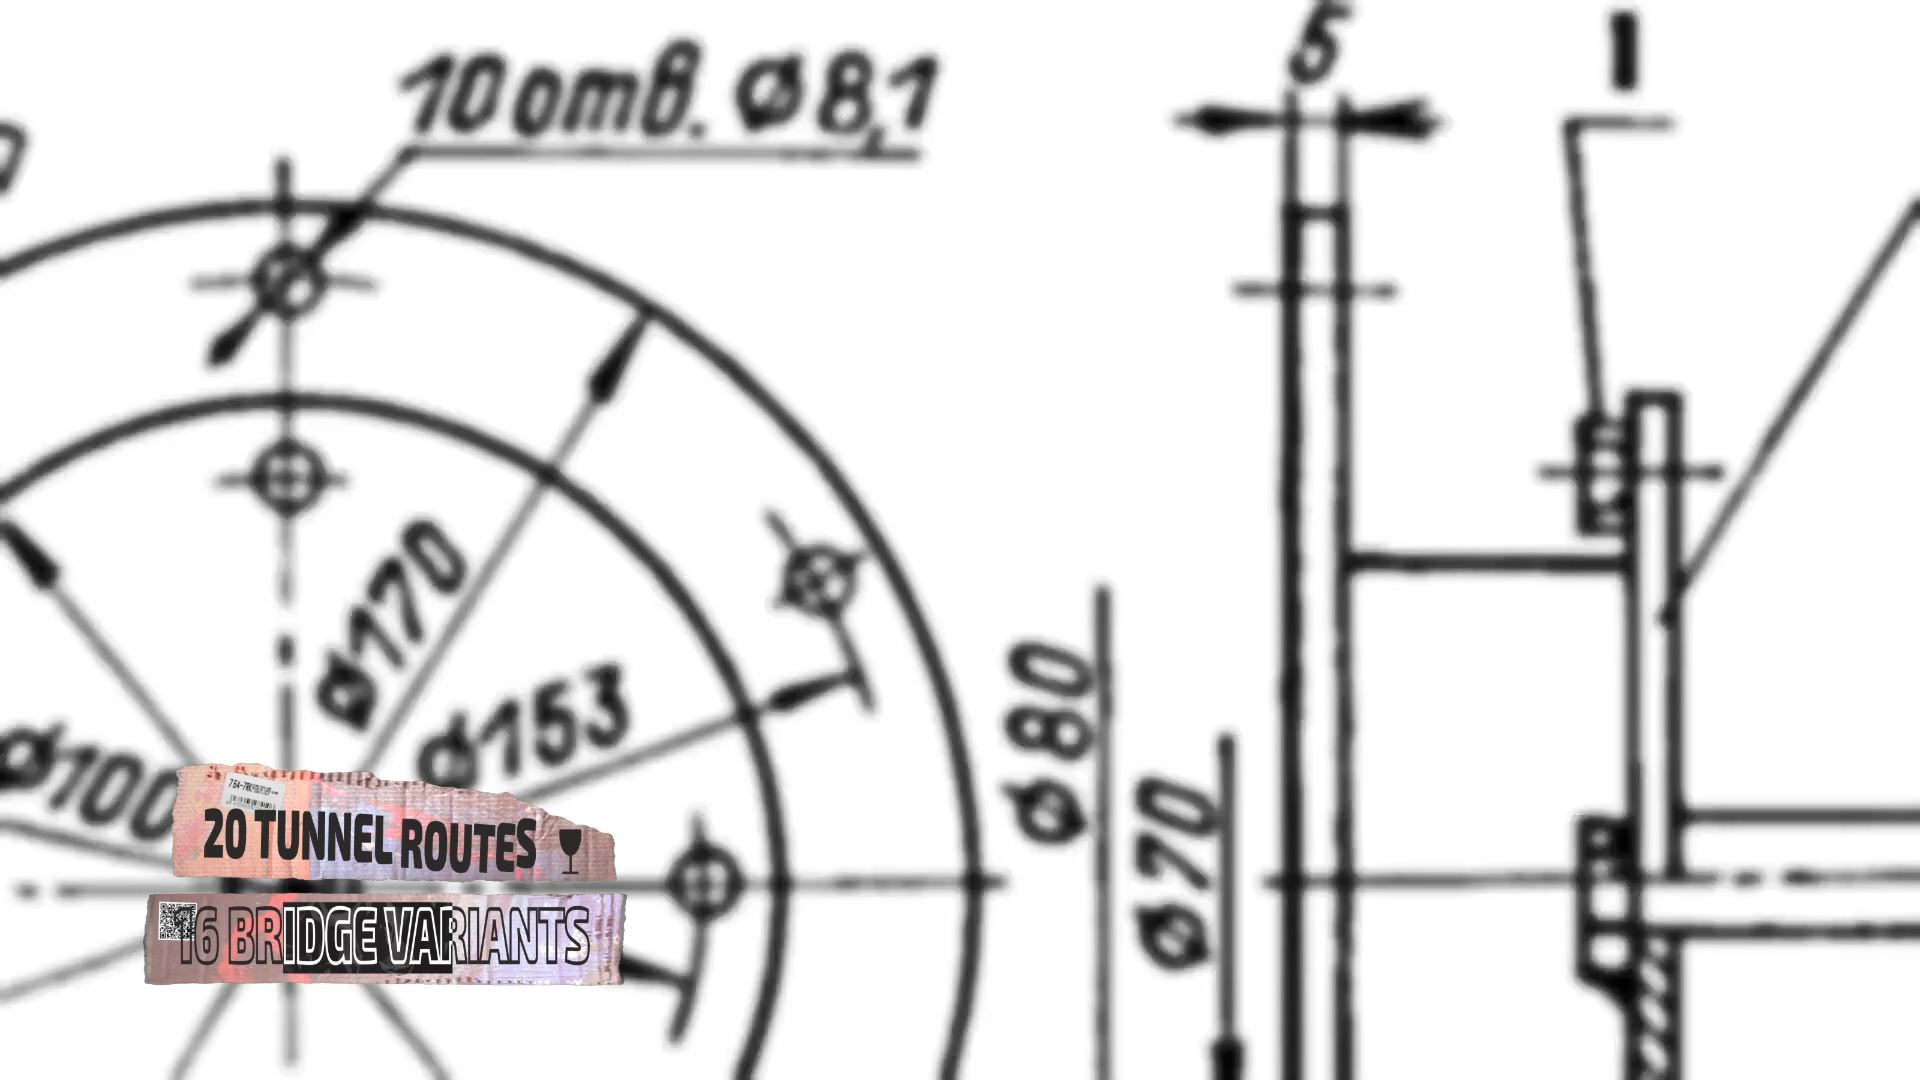 10 отв. ⌀8,1
5
1
⌀170
⌀153
⌀100
⌀80
⌀70
20 TUNNEL ROUTES
16 BRIDGE VARIANTS